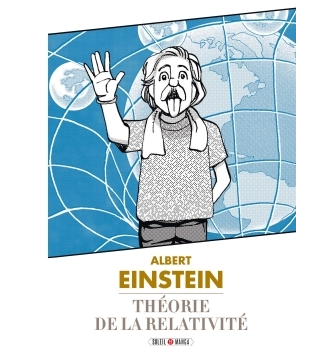 ALBERT
EINSTEIN
THÉORIE
DE LA RELATIVITÉ
SOLEIL MANGA